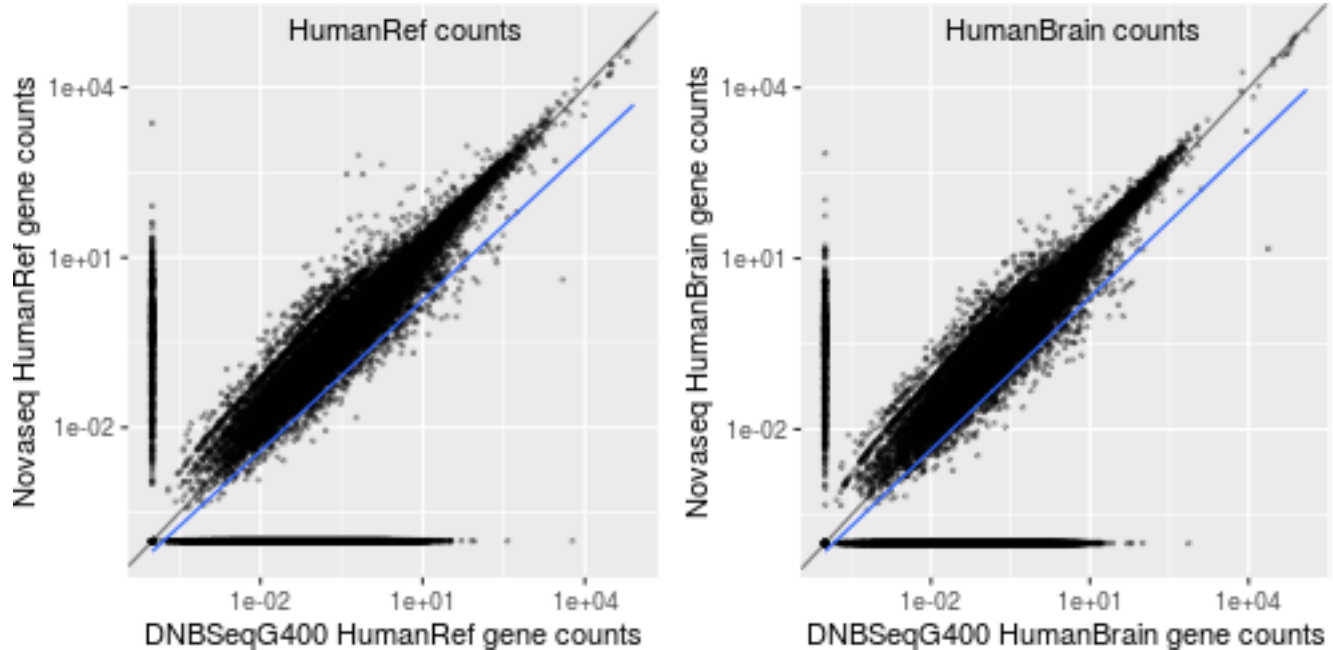 HumanRef counts
Novaseq HumanRef gene counts
1e+04
1e+01
1e-02
1e-02 1e+01 1e+04
DNBSeqG400 HumanRef gene counts
HumanBrain counts
Novaseq HumanBrain gene counts
1e+04
1e+01
1e-02
1e-02 1e+01 1e+04
DNBSeqG400 HumanBrain gene counts